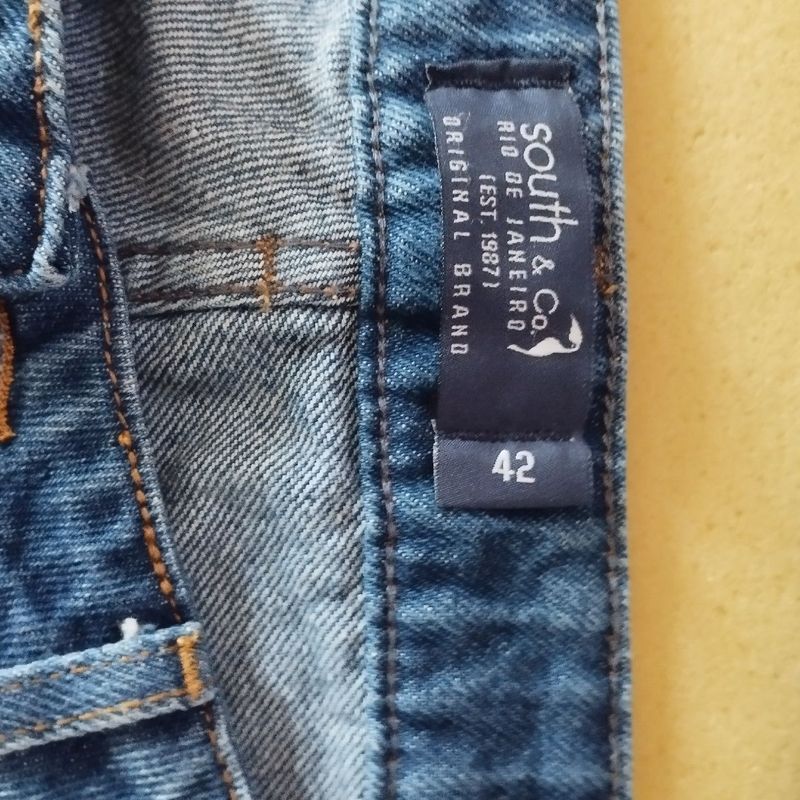 south & Co.
RIO DE JANEIRO
(EST. 1987)
ORIGINAL BRAND
42